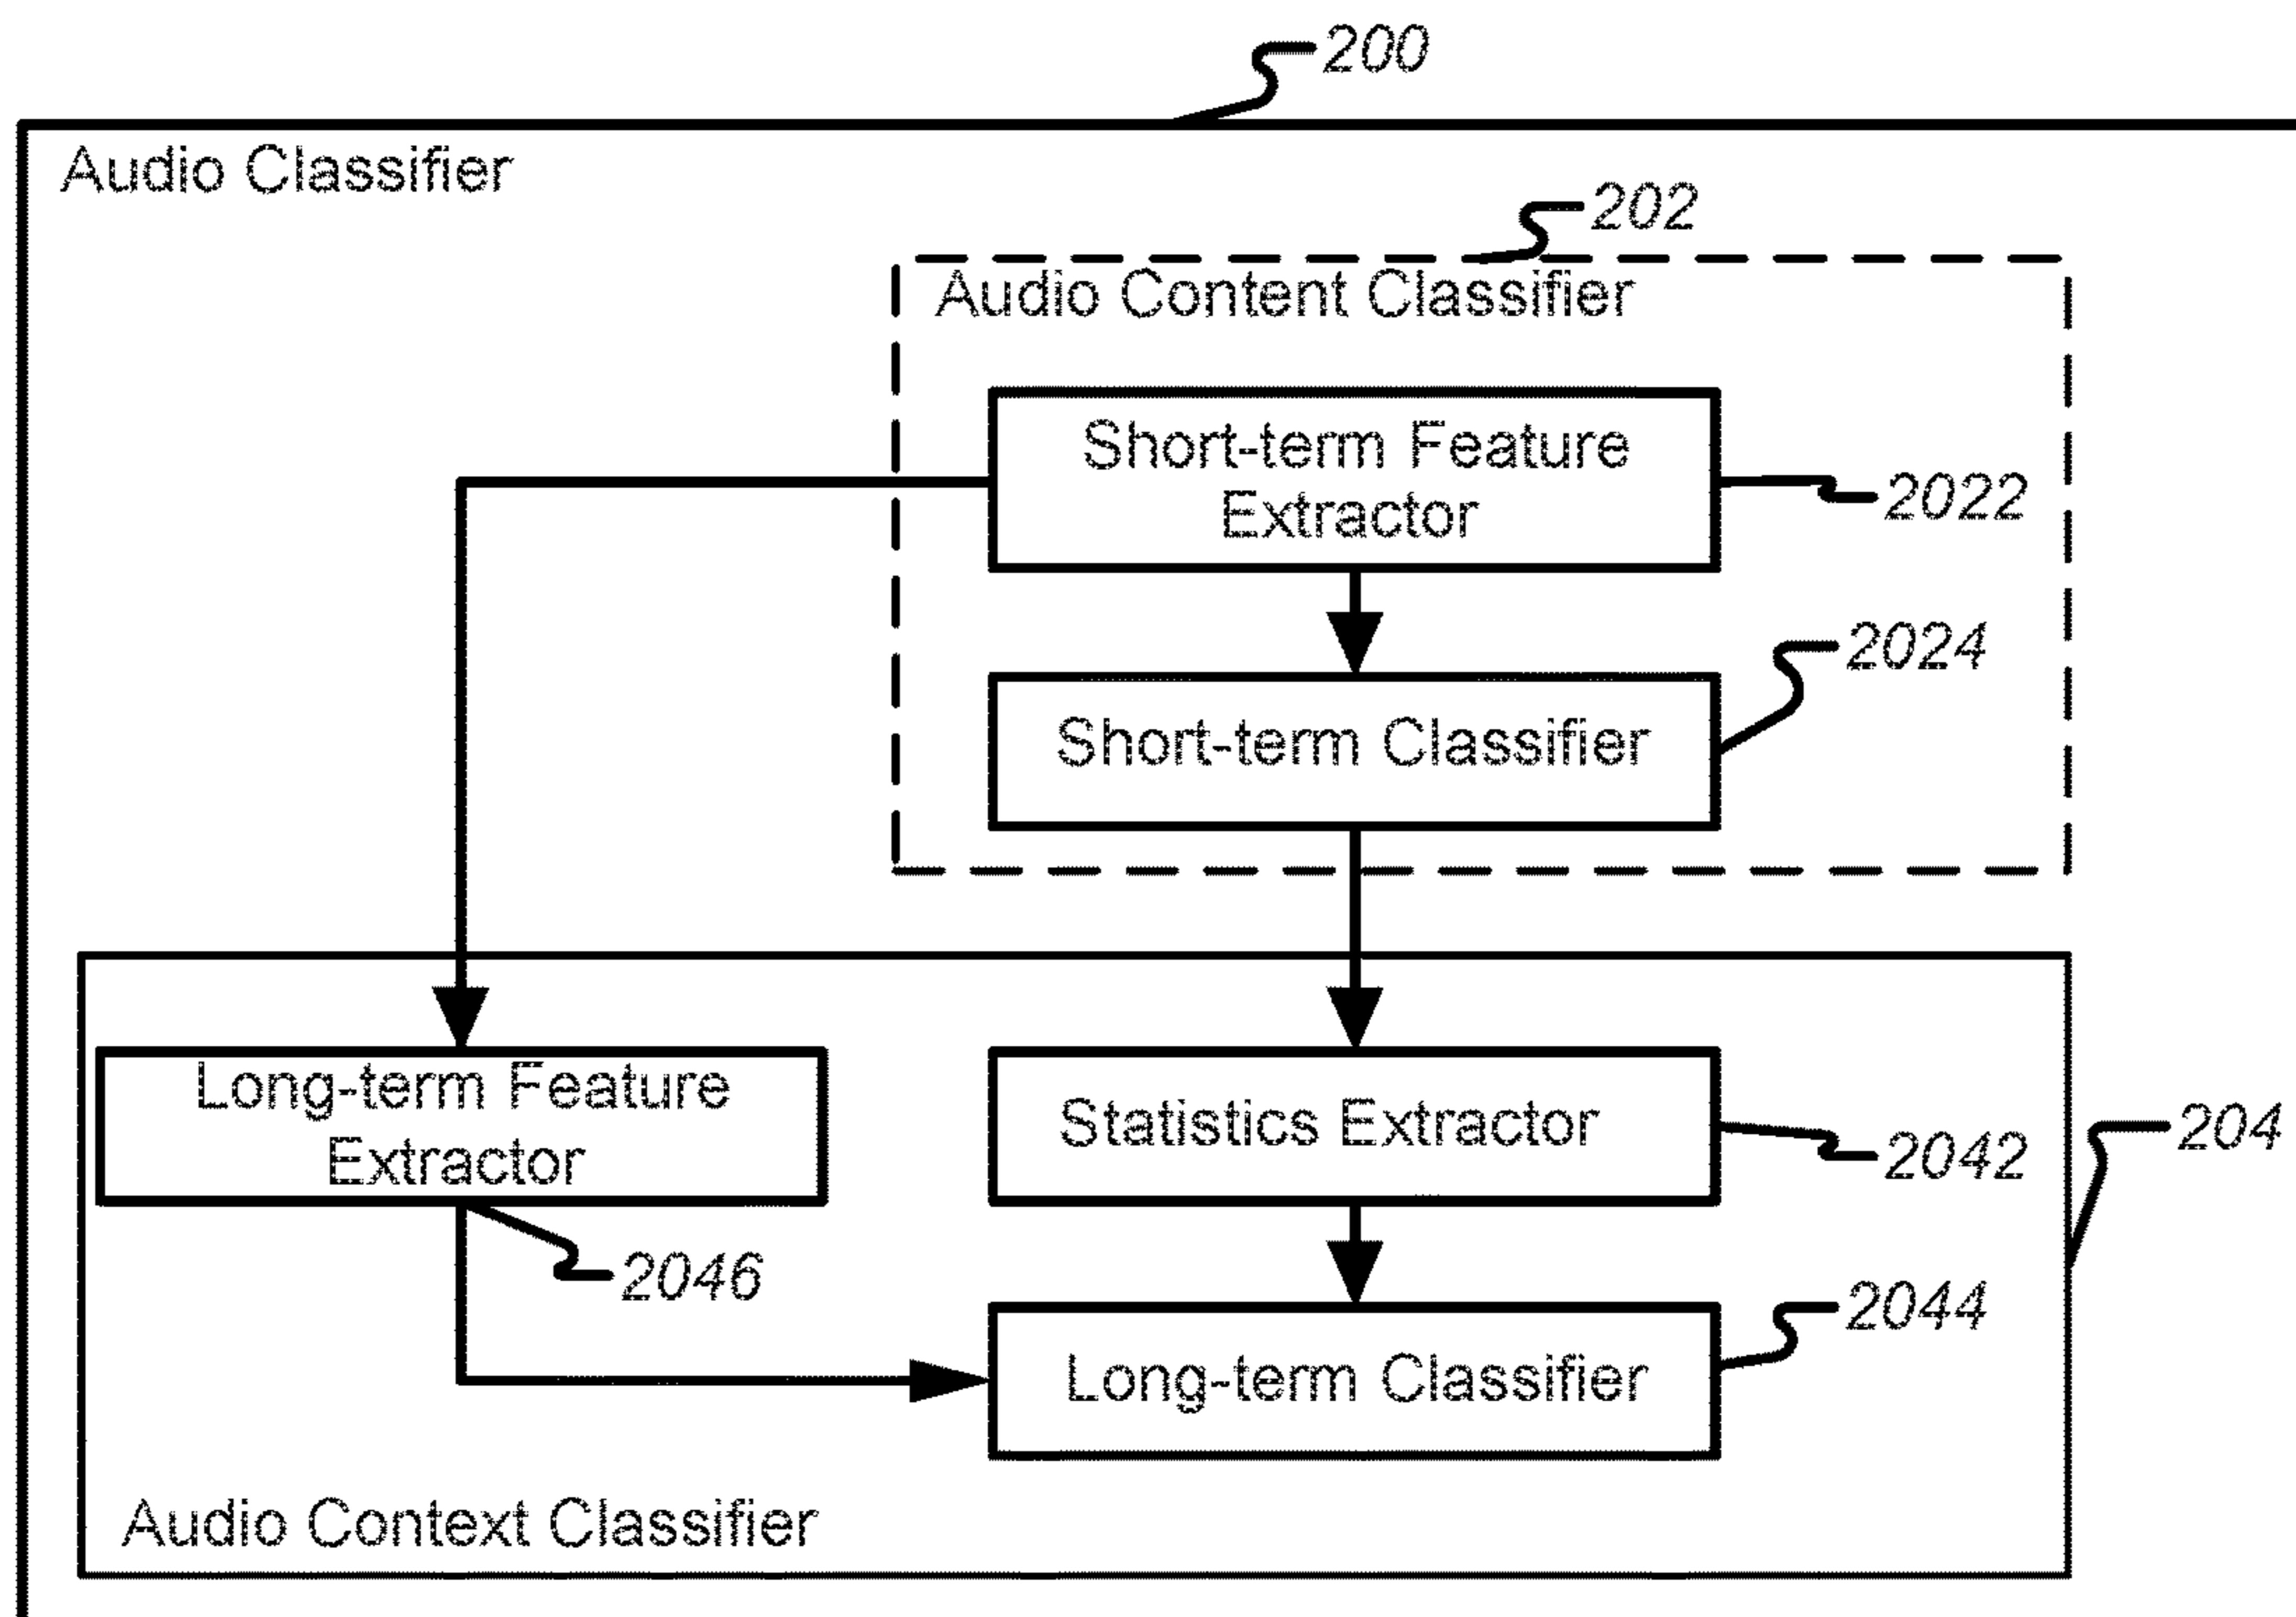 200
Audio Classifier
202
Audio Content Classifier
Short-term Feature
Extractor
2022
2024
Short-term Classifier
Long-term Feature
Extractor
Statistics Extractor
2042
204
2046
2044
Long-term Classifier
Audio Context Classifier